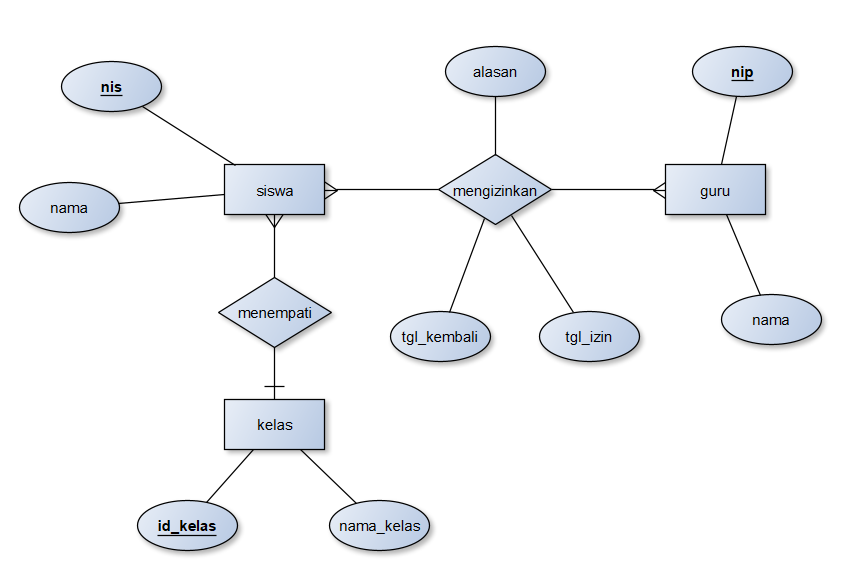 alasan
nip
nis
siswa
mengizinkan
guru
nama
menempati
tgl_kembali
tgl_izin
nama
kelas
id_kelas
nama_kelas